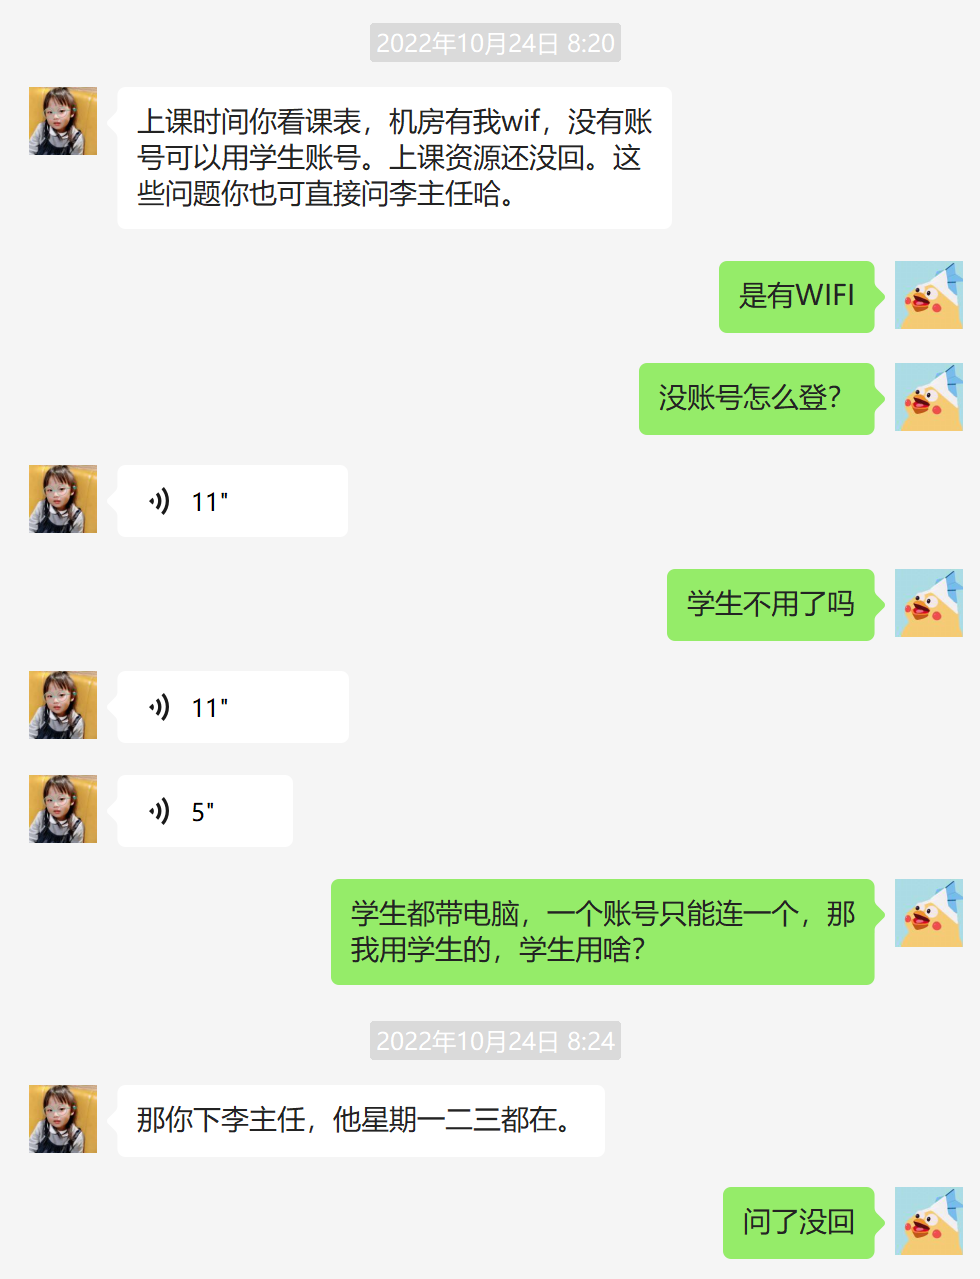 2022年10月24日 8:20
上课时间你看课表，机房有我wif，没有账
号可以用学生账号。上课资源还没回。这
些问题你也可直接问李主任哈。
是有WIFI
没账号怎么登？
11"
学生不用了吗
11"
5"
学生都带电脑，一个账号只能连一个，那
我用学生的，学生用啥？
2022年10月24日 8:24
那你下李主任，他星期一二三都在。
问了没回